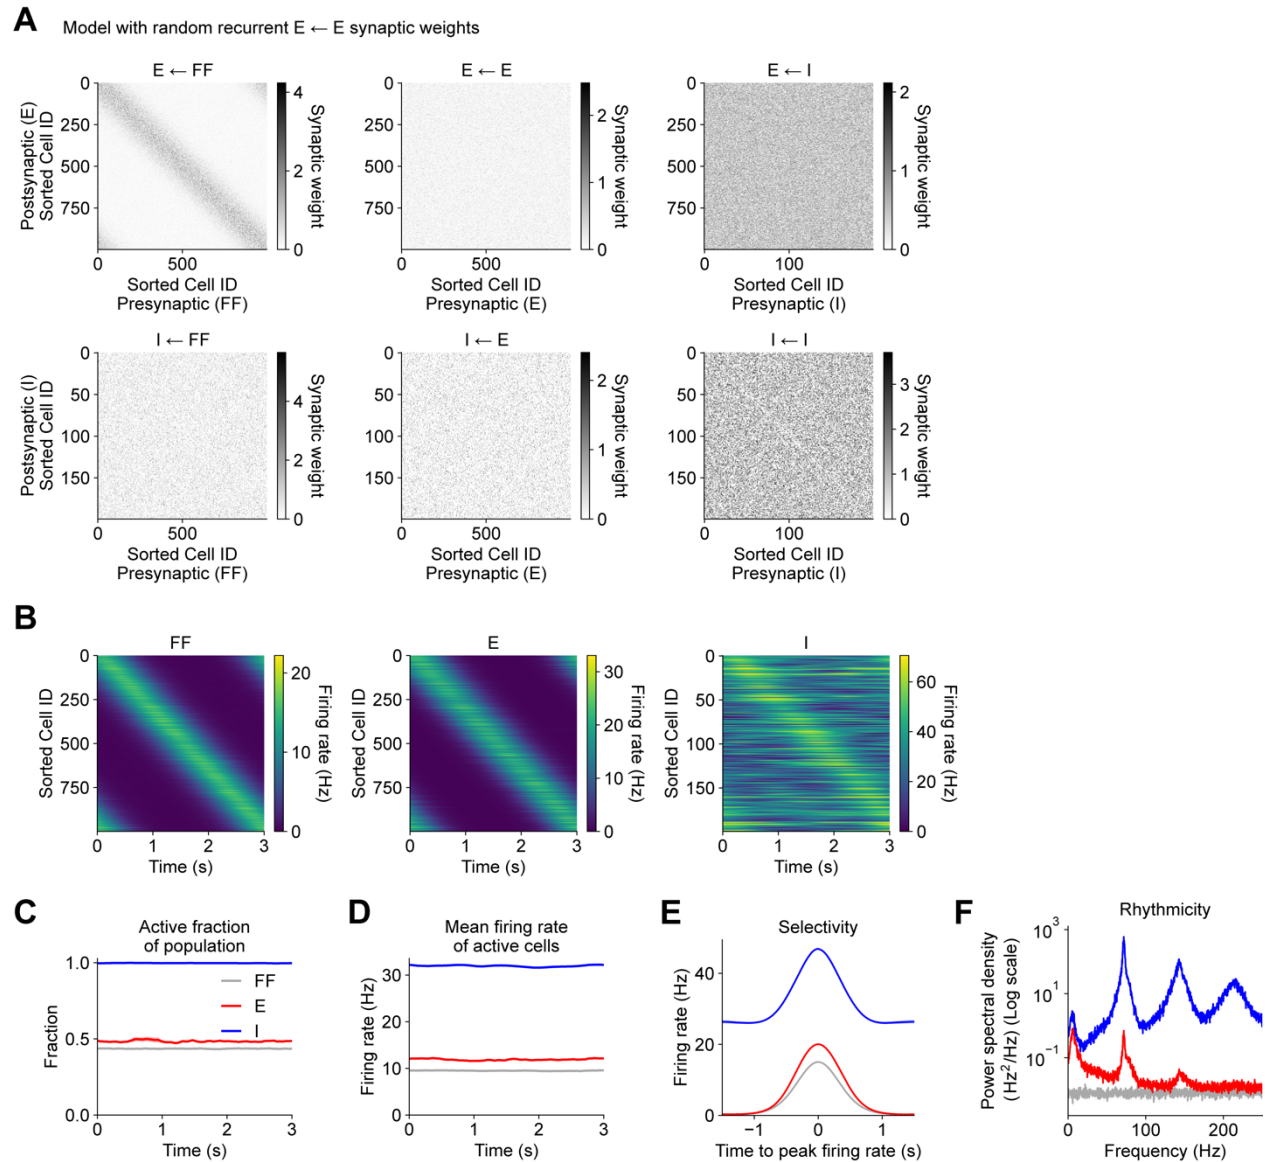 A
Model with random recurrent E ← E synaptic weights
E ← FF
0
250
500
750
Postsynaptic (E)
Sorted Cell ID
0
500
Sorted Cell ID
Presynaptic (FF)
4
2
0
Synaptic weight
E ← E
0
250
500
750
0
500
Sorted Cell ID
Presynaptic (E)
2
1
0
Synaptic weight
E ← I
0
250
500
750
0
100
Sorted Cell ID
Presynaptic (I)
2
1
0
Synaptic weight
I ← FF
0
50
100
150
Postsynaptic (I)
Sorted Cell ID
0
500
Sorted Cell ID
Presynaptic (FF)
4
2
0
Synaptic weight
I ← E
0
50
100
150
0
500
Sorted Cell ID
Presynaptic (E)
2
1
0
Synaptic weight
I ← I
0
50
100
150
0
100
Sorted Cell ID
Presynaptic (I)
3
2
1
0
Synaptic weight
B
FF
0
250
500
750
Sorted Cell ID
0 1 2 3
Time (s)
20
10
0
Firing rate (Hz)
E
0
250
500
750
Sorted Cell ID
0 1 2 3
Time (s)
30
20
10
0
Firing rate (Hz)
I
0
50
100
150
Sorted Cell ID
0 1 2 3
Time (s)
60
40
20
0
Firing rate (Hz)
C
Active fraction
of population
1.0
0.5
0.0
Fraction
FF
E
I
0 1 2 3
Time (s)
D
Mean firing rate
of active cells
30
20
10
0
Firing rate (Hz)
0 1 2 3
Time (s)
E
Selectivity
40
20
0
Firing rate (Hz)
−1 0 1
Time to peak firing rate (s)
F
Rhythmicity
10³
10¹
10⁻¹
Power spectral density
(Hz²/Hz) (Log scale)
0 100 200
Frequency (Hz)